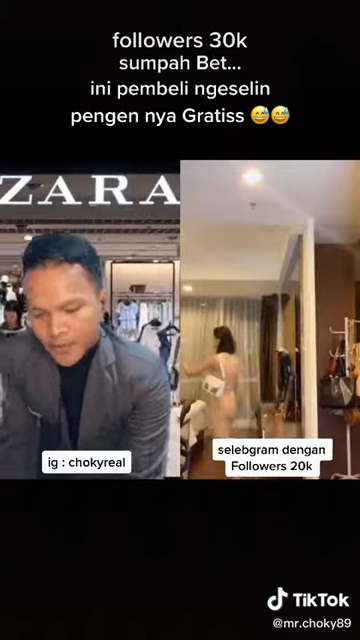 followers 30k
sumpah Bet...
ini pembeli ngeselin
pengen nya Gratiss 😅😅
ZARA
ig : chokyreal
selebgram dengan
Followers 20k
TikTok
@mr.choky89